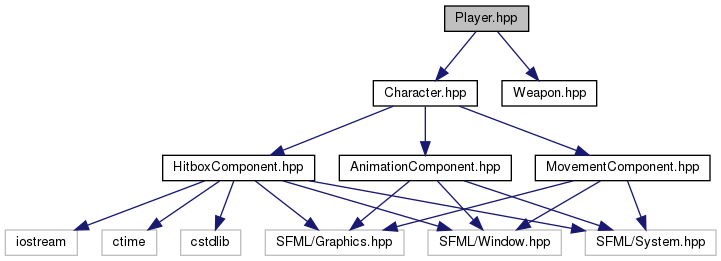 Player.hpp
Character.hpp
Weapon.hpp
HitboxComponent.hpp
AnimationComponent.hpp
MovementComponent.hpp
iostream
ctime
cstdlib
SFML/Graphics.hpp
SFML/Window.hpp
SFML/System.hpp